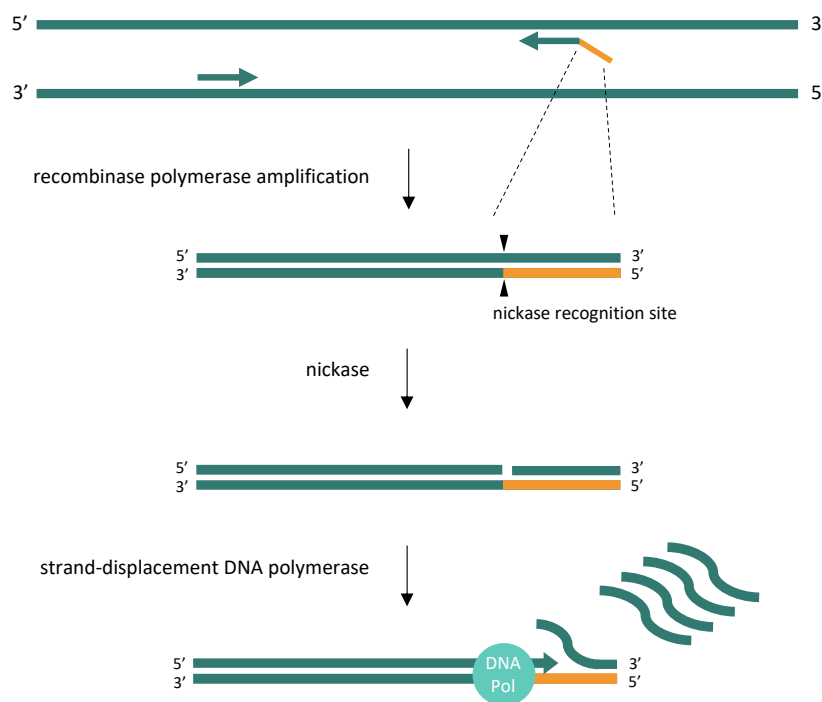 5’ 3
3’ 5
recombinase polymerase amplification
5’ 3’
3’ 5’
nickase recognition site
nickase
5’ 3’
3’ 5’
strand-displacement DNA polymerase
5’ DNA 3’
3’ Pol 5’